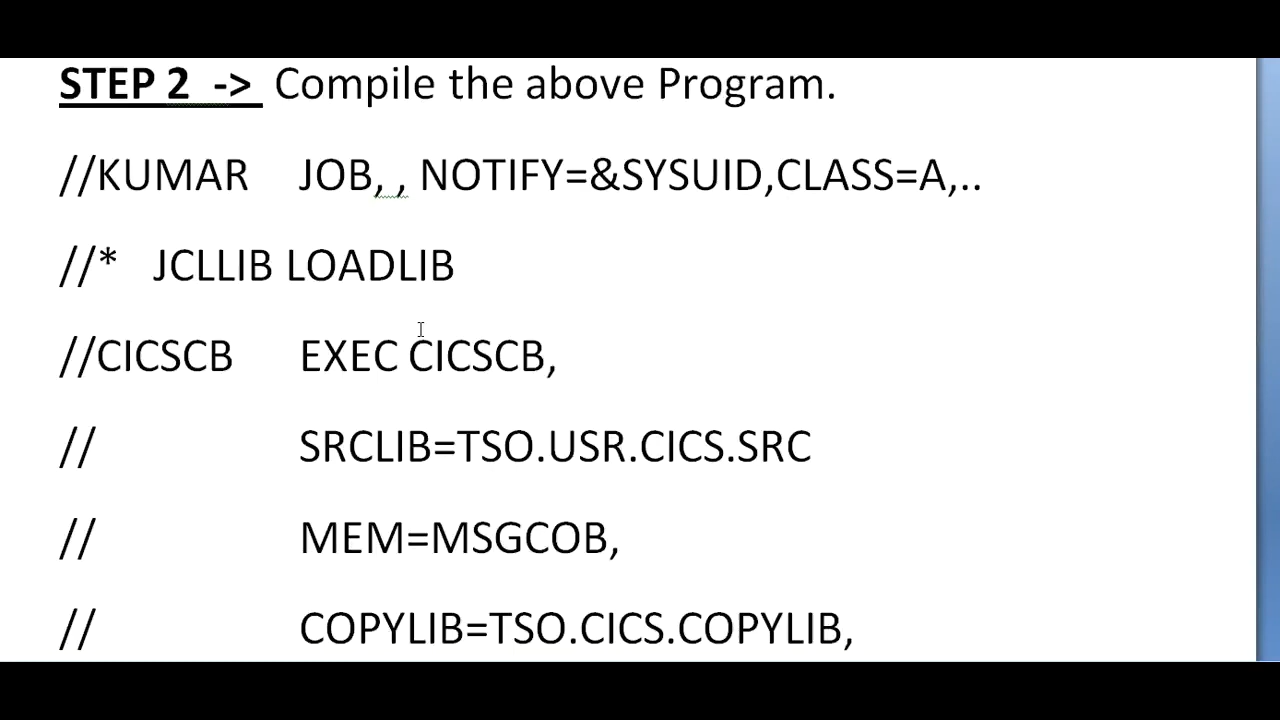 STEP 2 -> Compile the above Program.
//KUMAR JOB, , NOTIFY=&SYSUID,CLASS=A,..
//* JCLLIB LOADLIB
//CICSCB EXEC CICSCB,
// SRCLIB=TSO.USR.CICS.SRC
// MEM=MSGCOB,
// COPYLIB=TSO.CICS.COPYLIB,